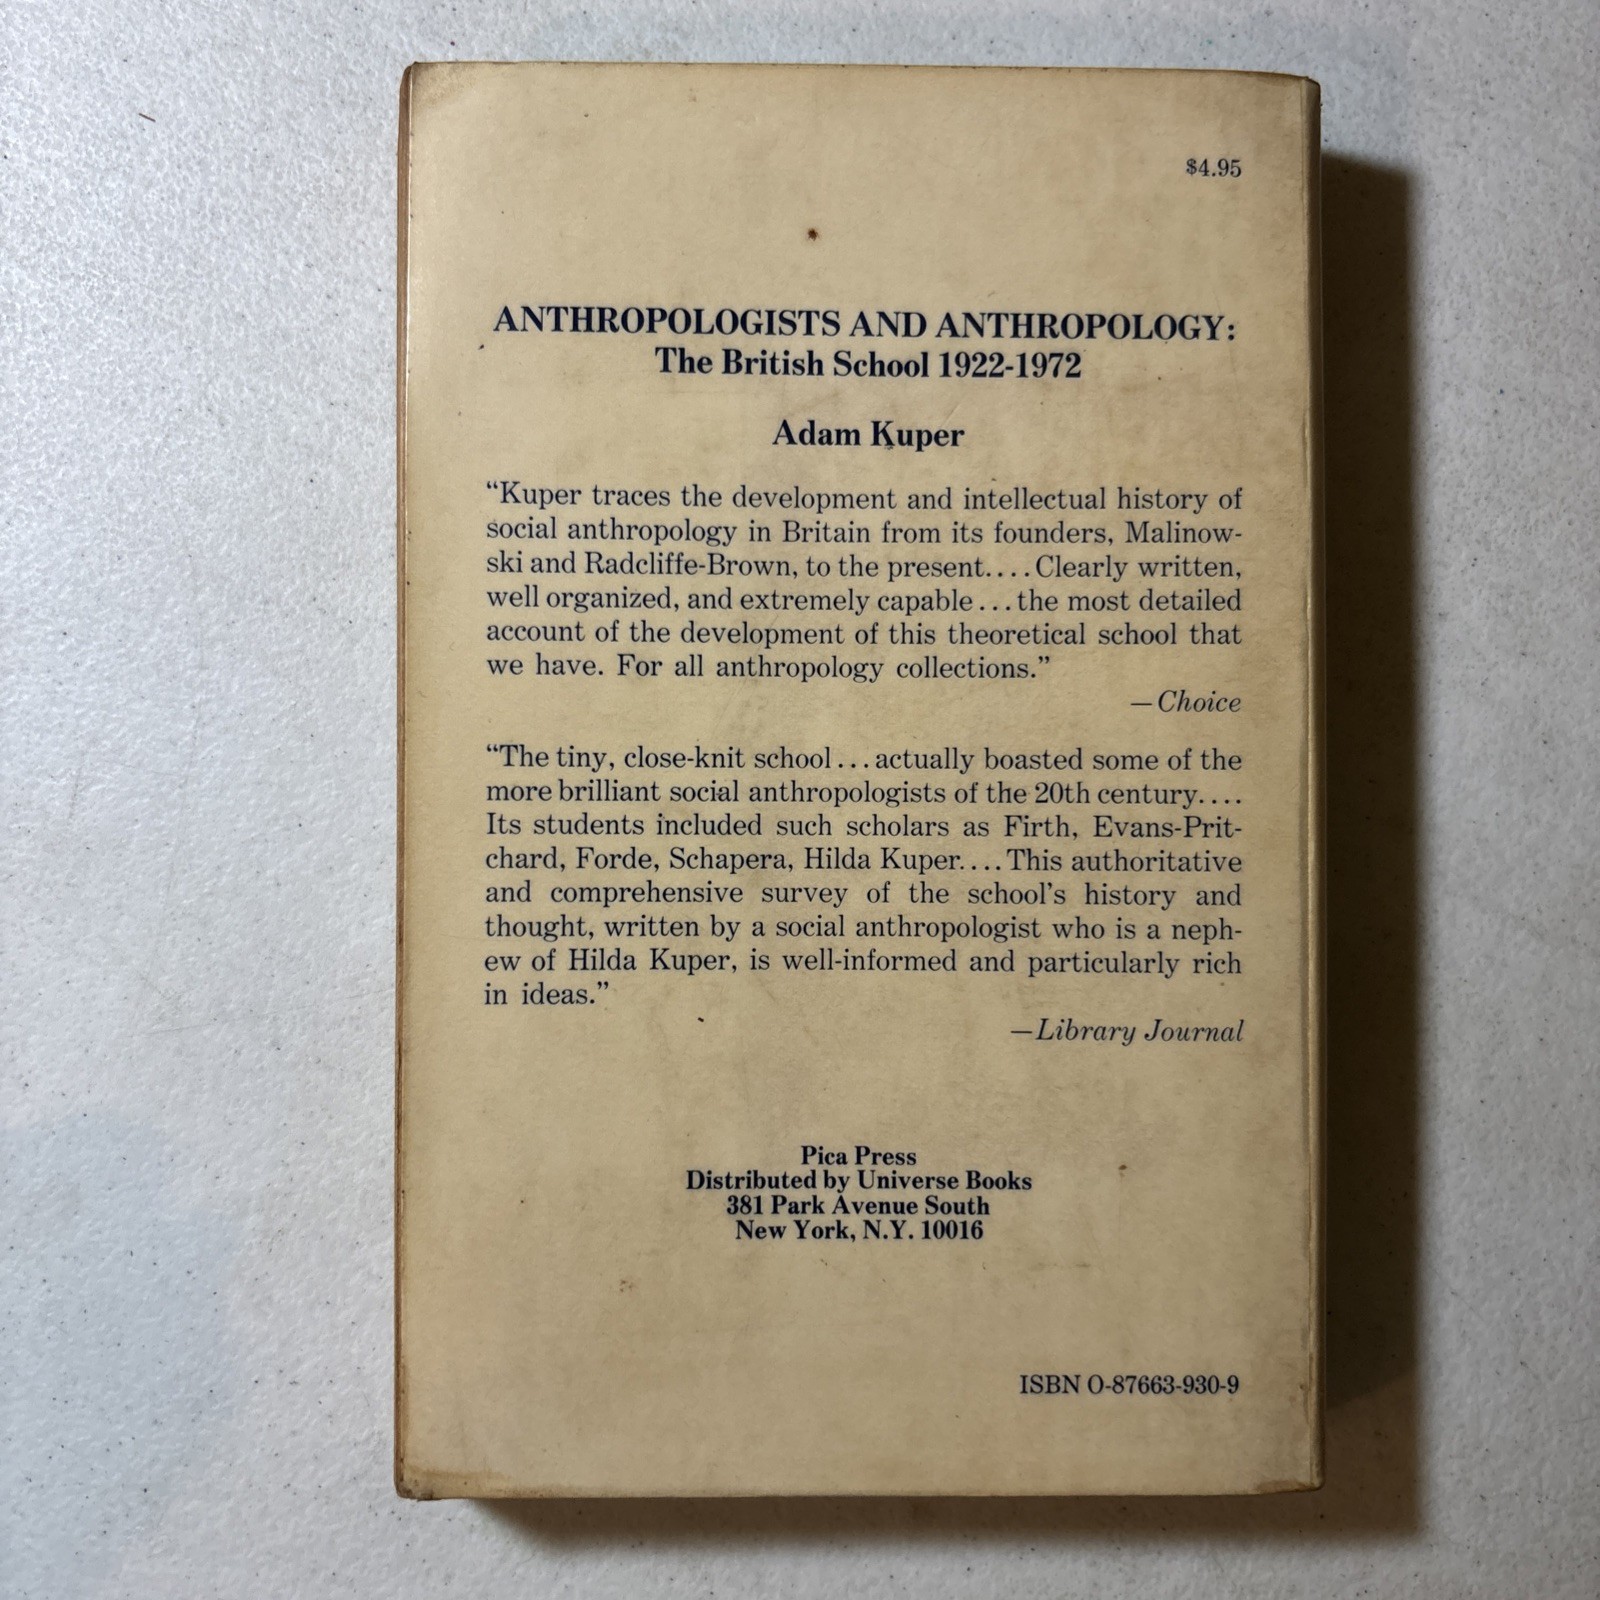 $4.95
ANTHROPOLOGISTS AND ANTHROPOLOGY:
The British School 1922-1972
Adam Kuper
“Kuper traces the development and intellectual history of
social anthropology in Britain from its founders, Malinow-
ski and Radcliffe-Brown, to the present....Clearly written,
well organized, and extremely capable...the most detailed
account of the development of this theoretical school that
we have. For all anthropology collections.”
—Choice
“The tiny, close-knit school...actually boasted some of the
more brilliant social anthropologists of the 20th century....
Its students included such scholars as Firth, Evans-Prit-
chard, Forde, Schapera, Hilda Kuper....This authoritative
and comprehensive survey of the school’s history and
thought, written by a social anthropologist who is a neph-
ew of Hilda Kuper, is well-informed and particularly rich
in ideas.”
—Library Journal
Pica Press
Distributed by Universe Books
381 Park Avenue South
New York, N.Y. 10016
ISBN O-87663-930-9